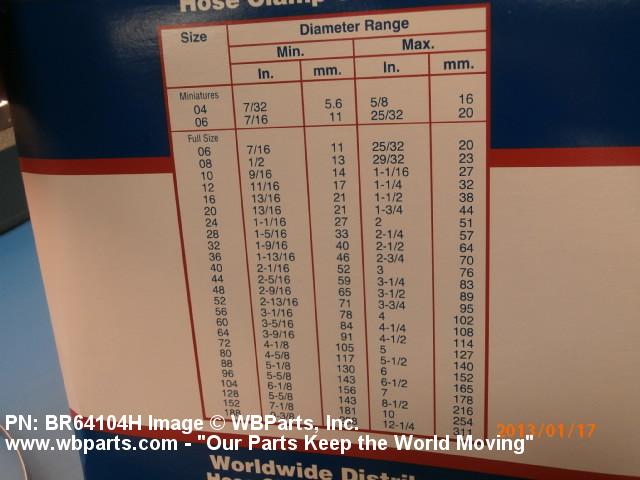 Hose Clamp
Size Diameter Range
Min. Max.
In. mm. In. mm.
Miniatures
04 7/32 5.6 5/8 16
06 7/16 11 25/32 20
Full Size
06 7/16 11 25/32 20
08 1/2 13 29/32 23
10 9/16 14 1-1/16 27
12 11/16 17 1-1/4 32
16 13/16 21 1-1/2 38
20 13/16 21 1-3/4 44
24 1-1/16 27 2 51
28 1-5/16 33 2-1/4 57
32 1-9/16 40 2-1/2 64
36 1-13/16 46 2-3/4 70
40 2-1/16 52 3 76
44 2-5/16 59 3-1/4 83
48 2-9/16 65 3-1/2 89
52 2-13/16 71 3-3/4 95
56 3-1/16 78 4 102
60 3-5/16 84 4-1/4 108
64 3-9/16 91 4-1/2 114
72 4-1/8 105 5 127
80 4-5/8 117 5-1/2 140
88 5-1/8 130 6 152
96 5-5/8 143 6-1/2 165
104 6-1/8 156 7 178
128 5-5/8 143 8-1/2 216
152 7-1/8 181 10 254
188 12-1/4 311
PN: BR64104H Image © WBParts, Inc.
2013/01/17
www.wbparts.com - "Our Parts Keep the World Moving"
Worldwide
Hose